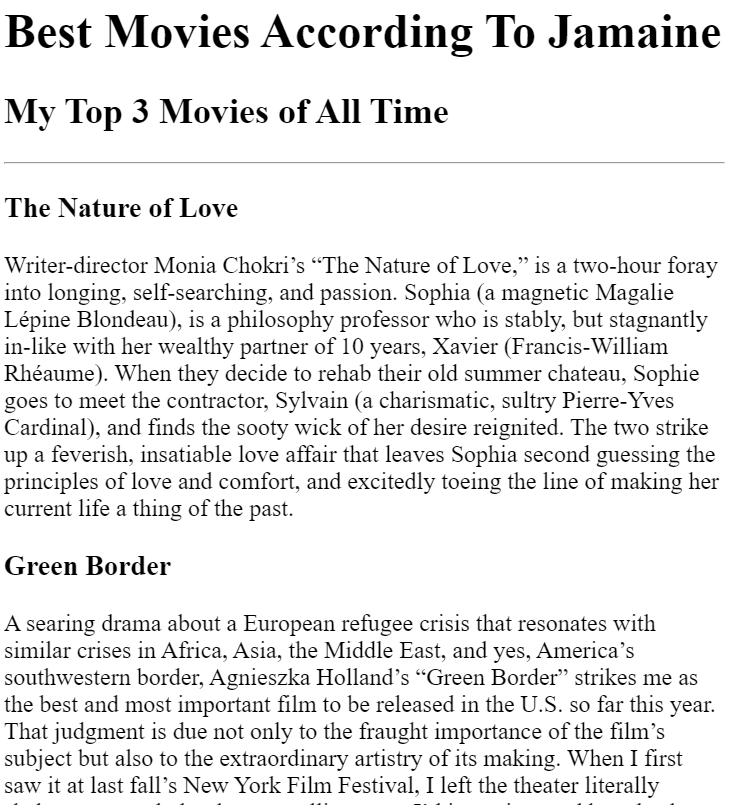 Best Movies According To Jamaine
My Top 3 Movies of All Time
The Nature of Love
Writer-director Monia Chokri’s “The Nature of Love,” is a two-hour foray
into longing, self-searching, and passion. Sophia (a magnetic Magalie
Lépine Blondeau), is a philosophy professor who is stably, but stagnantly
in-like with her wealthy partner of 10 years, Xavier (Francis-William
Rhéaume). When they decide to rehab their old summer chateau, Sophie
goes to meet the contractor, Sylvain (a charismatic, sultry Pierre-Yves
Cardinal), and finds the sooty wick of her desire reignited. The two strike
up a feverish, insatiable love affair that leaves Sophia second guessing the
principles of love and comfort, and excitedly toeing the line of making her
current life a thing of the past.
Green Border
A searing drama about a European refugee crisis that resonates with
similar crises in Africa, Asia, the Middle East, and yes, America’s
southwestern border, Agnieszka Holland’s “Green Border” strikes me as
the best and most important film to be released in the U.S. so far this year.
That judgment is due not only to the fraught importance of the film’s
subject but also to the extraordinary artistry of its making. When I first
saw it at last fall’s New York Film Festival, I left the theater literally